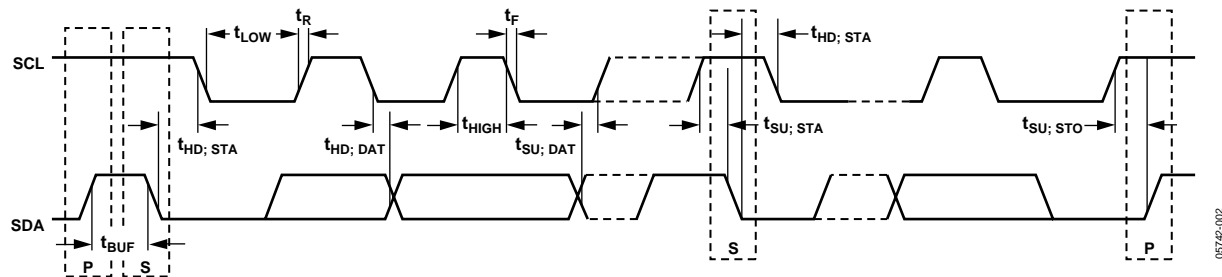 tR
tF
tLOW
tHD; STA
SCL
tHD; STA
tHD; DAT
tHIGH
tSU; DAT
tSU; STA
tSU; STO
SDA
tBUF
P
S
S
P
05742-002